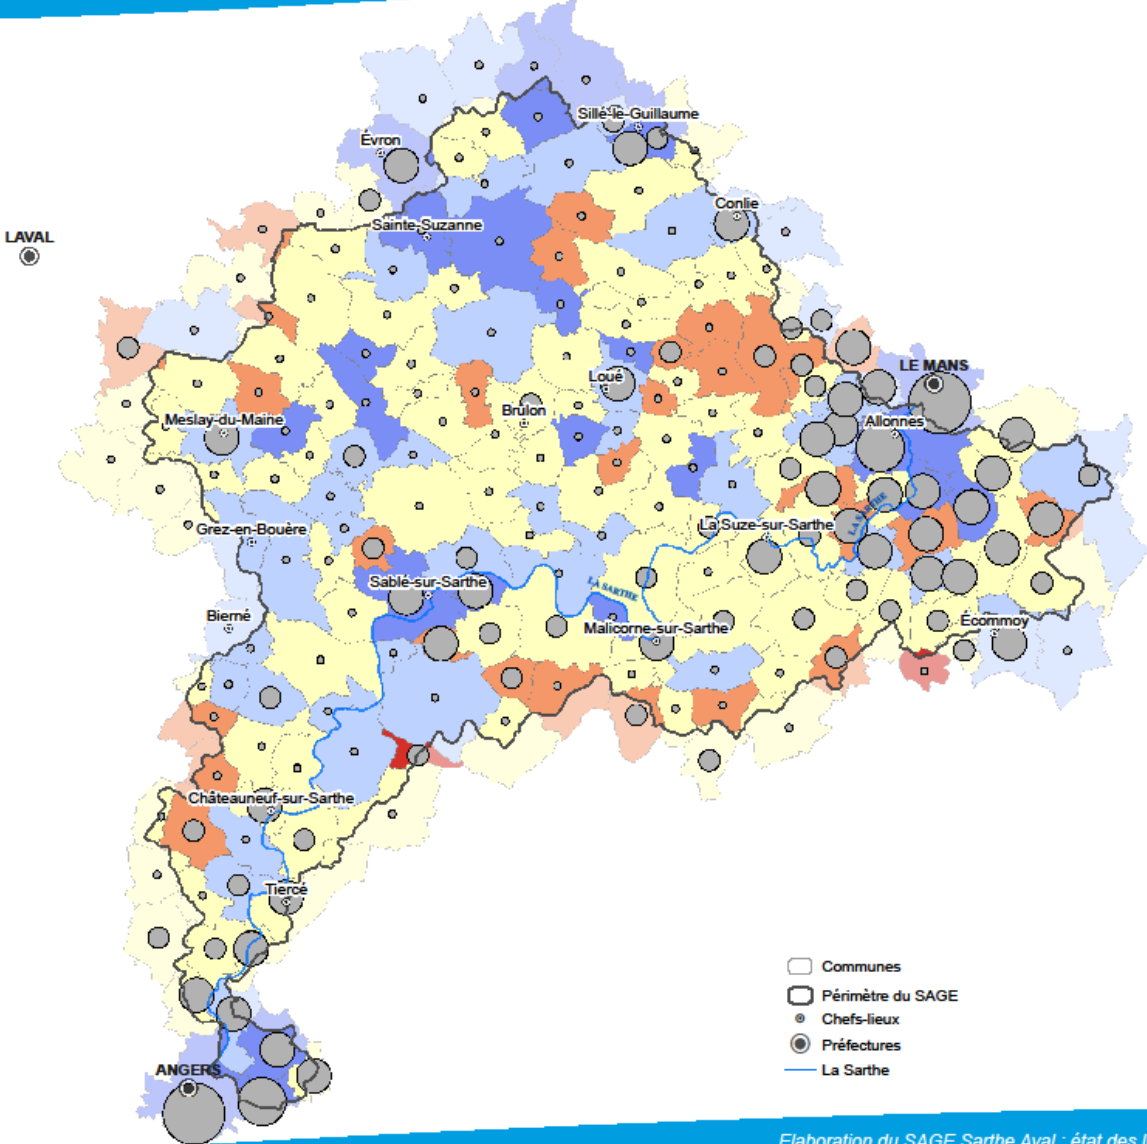 Sillé-le-Guillaume
Évron
Conlie
Sainte-Suzanne
LAVAL
LE MANS
Loué
Brûlon
Allonnes
Meslay-du-Maine
LA SARTHE
La Suze-sur-Sarthe
Grez-en-Bouère
Sablé-sur-Sarthe
LA SARTHE
Bierné
Malicorne-sur-Sarthe
Écommoy
Châteauneuf-sur-Sarthe
Tiercé
Communes
Périmètre du SAGE
Chefs-lieux
Préfectures
La Sarthe
ANGERS
Elaboration du SAGE Sarthe Aval : état des